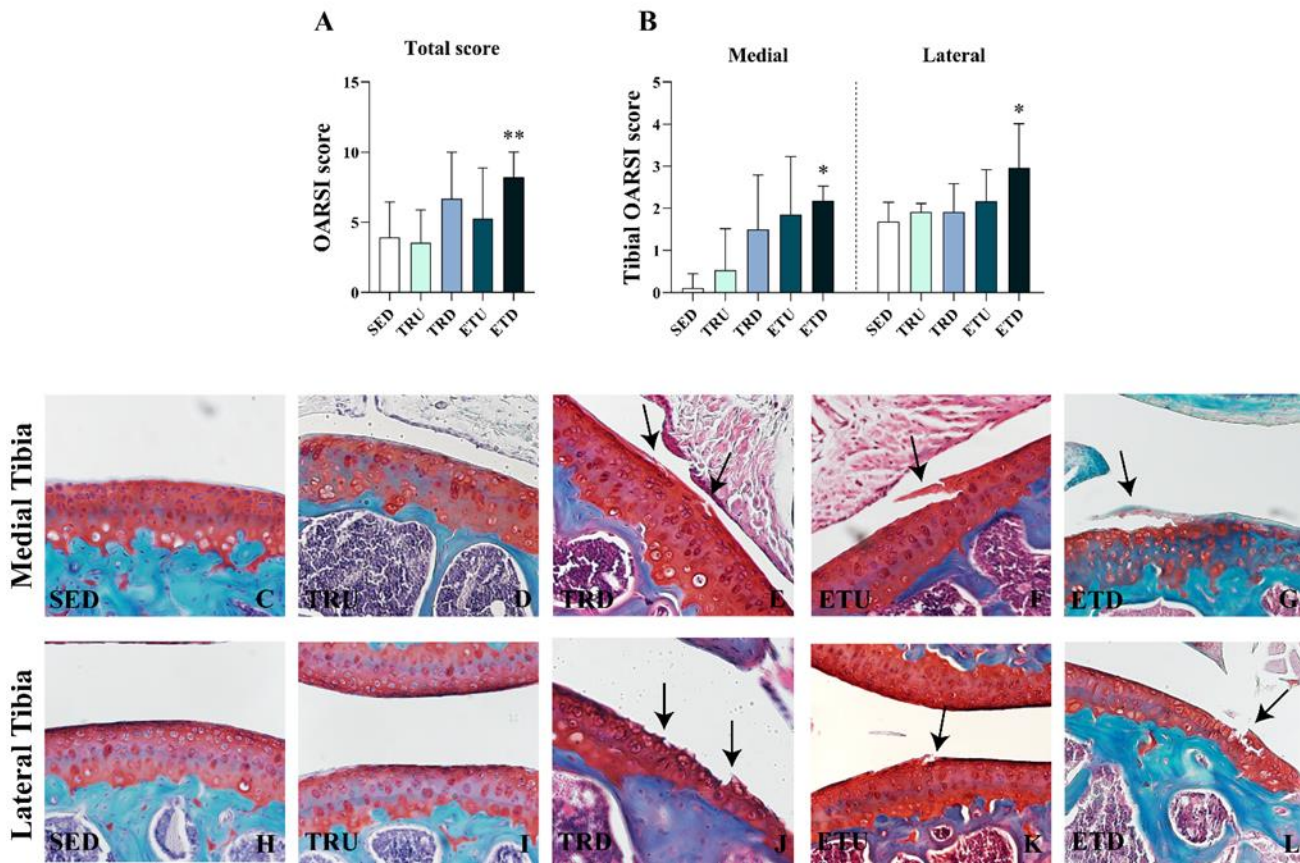 A
Total score
OARSI score
15
10
5
0
**
SED TRU TRD ETU ETD
B
Medial
Lateral
Tibial OARSI score
5
4
3
2
1
0
*
*
SED TRU TRD ETU ETD SED TRU TRD ETU ETD
Medial Tibia
SED C TRU D TRD E ETU F ETD G
Lateral Tibia
SED H TRU I TRD J ETU K ETD L